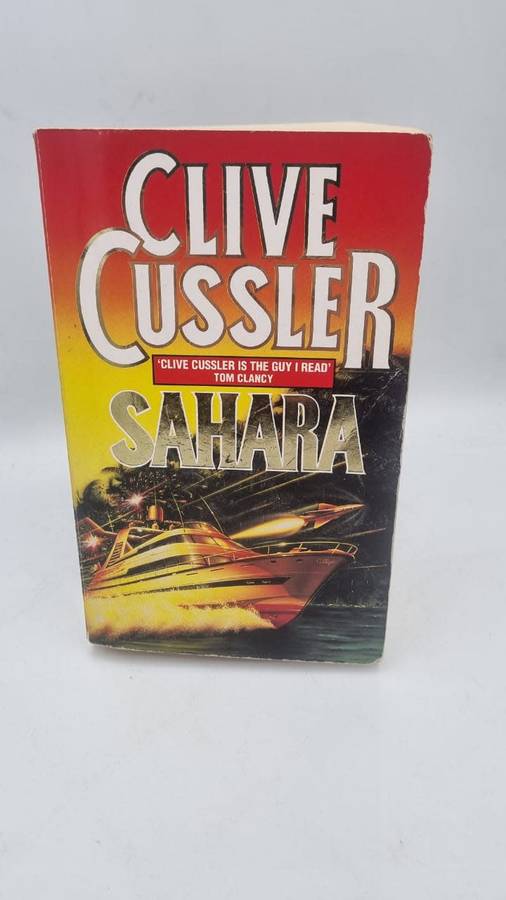 CLIVE
CUSSLER
'CLIVE CUSSLER IS THE GUY I READ'
TOM CLANCY
SAHARA